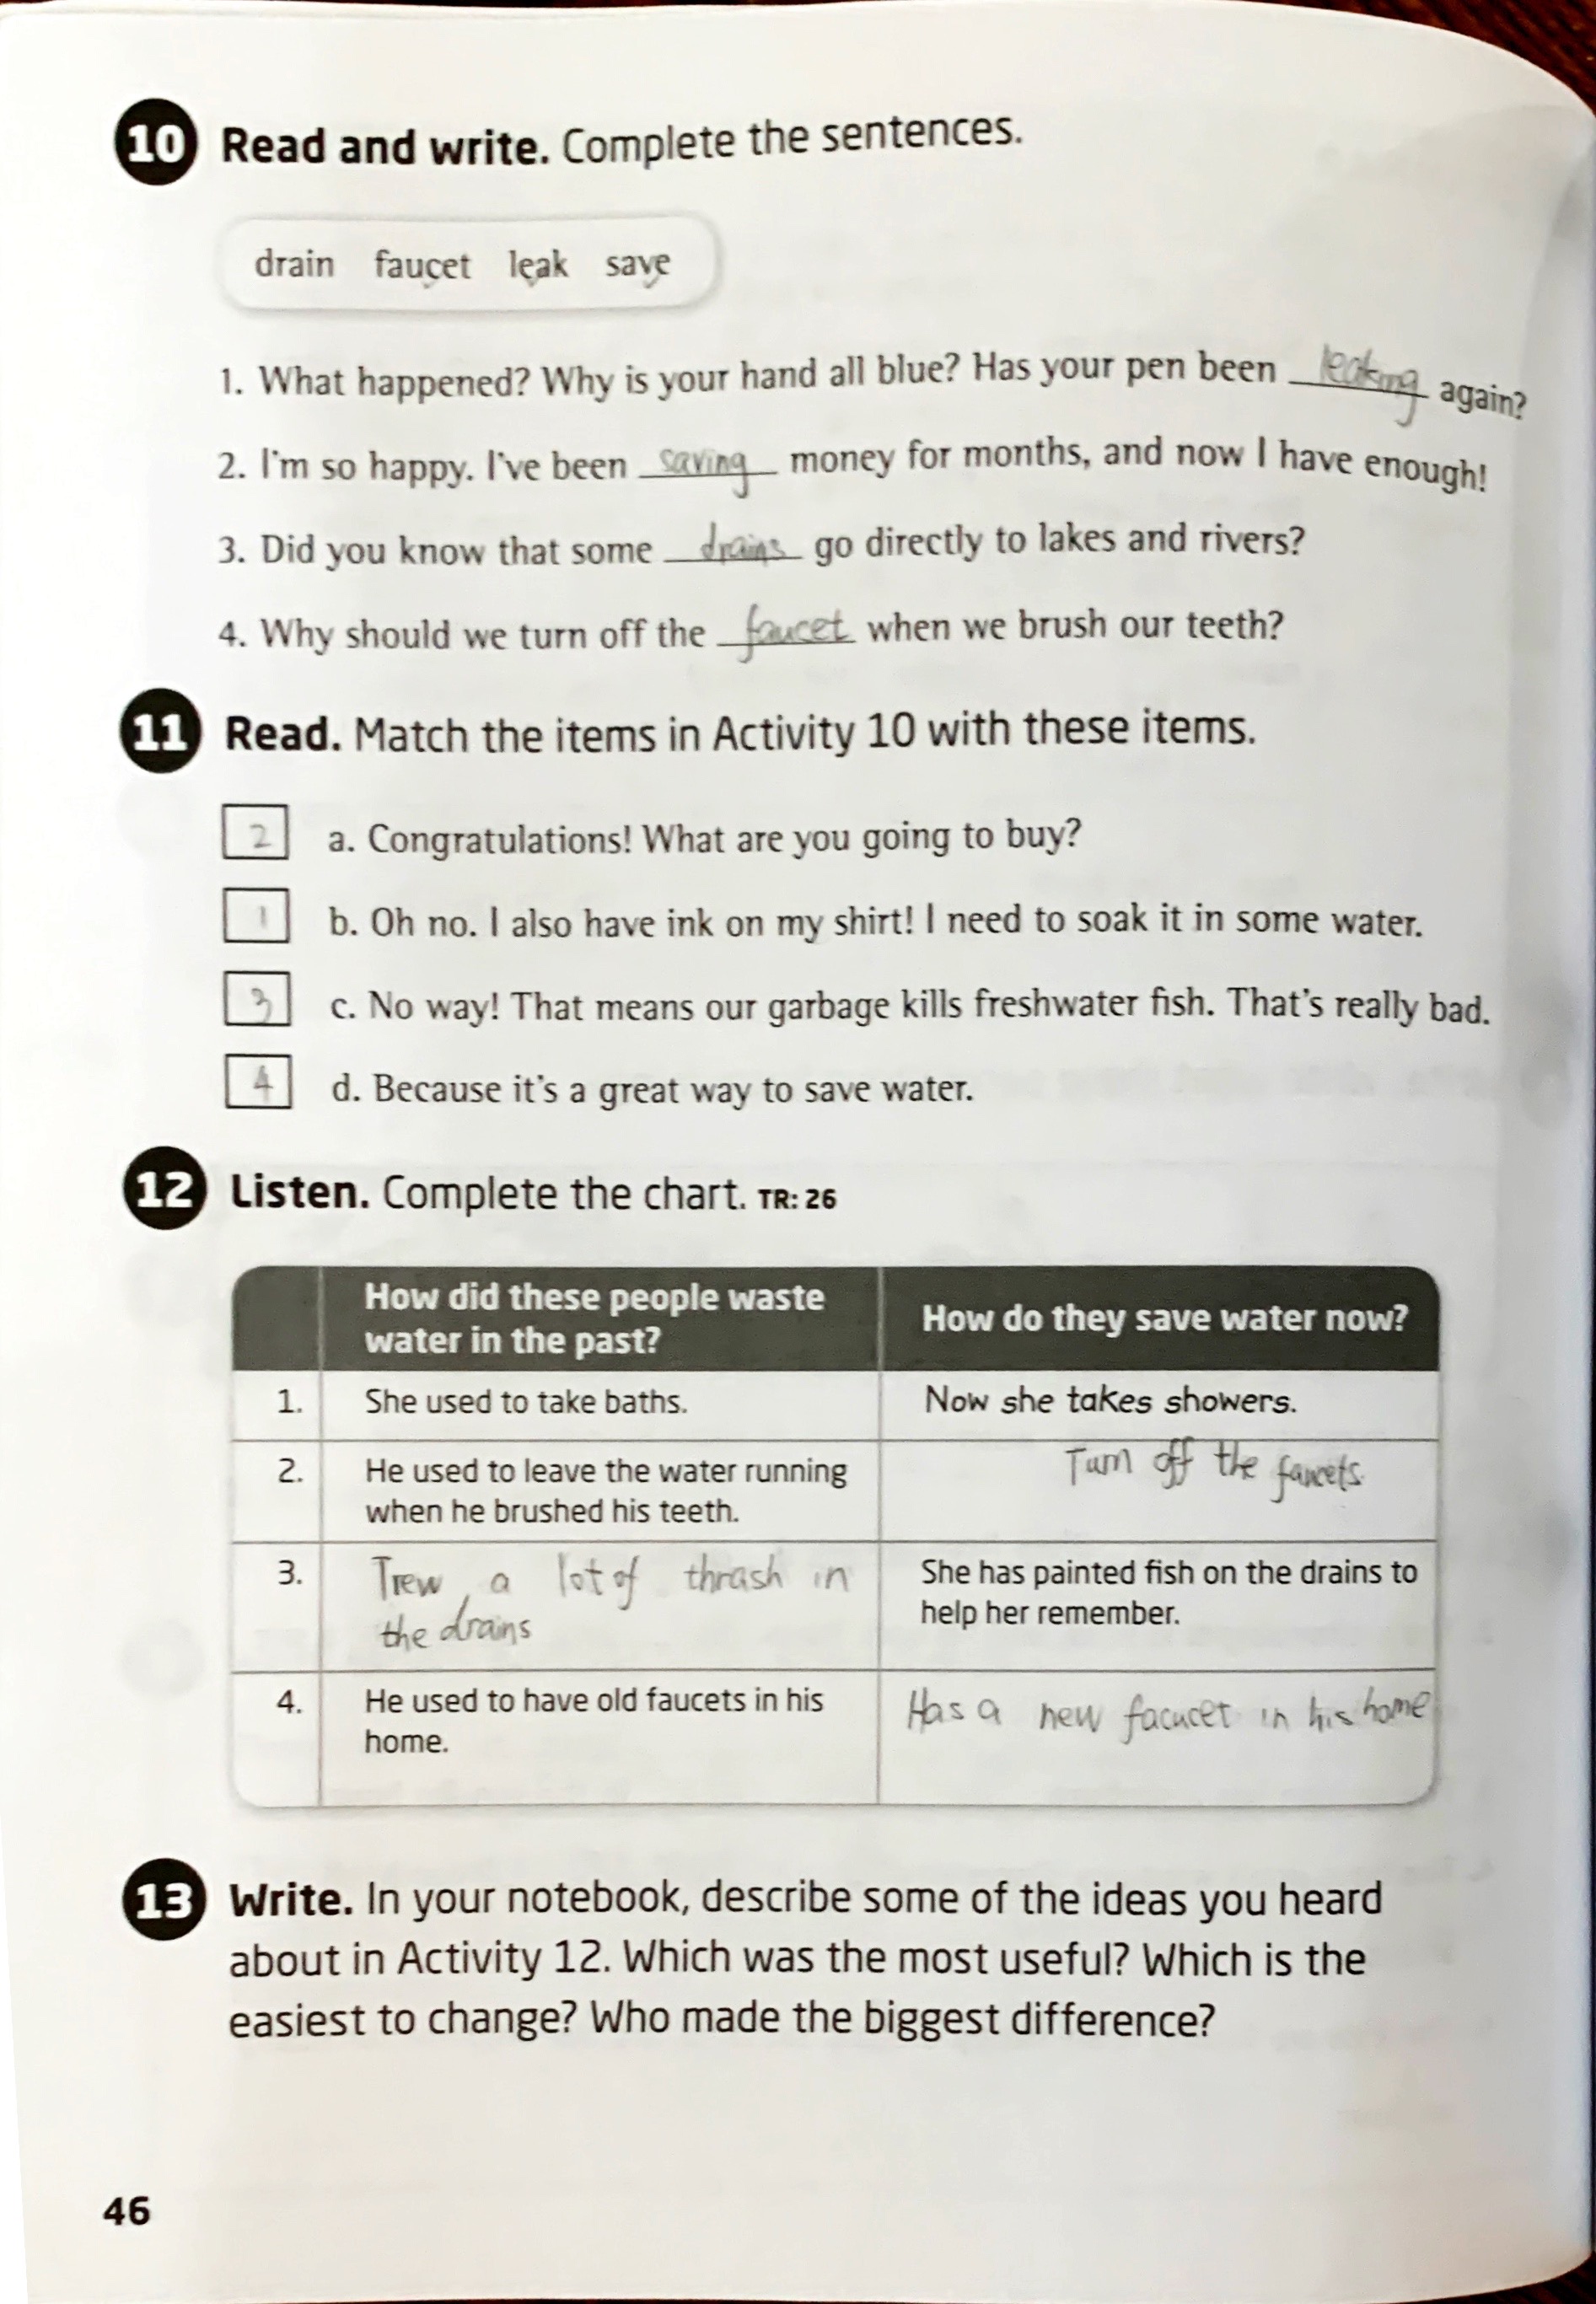 10 Read and write. Complete the sentences.
drain faucet leak save
1. What happened? Why is your hand all blue? Has your pen been leaking again?
2. I'm so happy. I've been saving money for months, and now I have enough!
3. Did you know that some drains go directly to lakes and rivers?
4. Why should we turn off the faucet when we brush our teeth?
11 Read. Match the items in Activity 10 with these items.
2 a. Congratulations! What are you going to buy?
1 b. Oh no. I also have ink on my shirt! I need to soak it in some water.
3 c. No way! That means our garbage kills freshwater fish. That's really bad.
4 d. Because it's a great way to save water.
12 Listen. Complete the chart. TR: 26
How did these people waste
water in the past?
How do they save water now?
1. She used to take baths.
Now she takes showers.
2. He used to leave the water running
when he brushed his teeth.
Turn off the faucets.
3. Trew a lot of thrash in
the drains
She has painted fish on the drains to
help her remember.
4. He used to have old faucets in his
home.
Has a new facucet in his home
13 Write. In your notebook, describe some of the ideas you heard
about in Activity 12. Which was the most useful? Which is the
easiest to change? Who made the biggest difference?
46